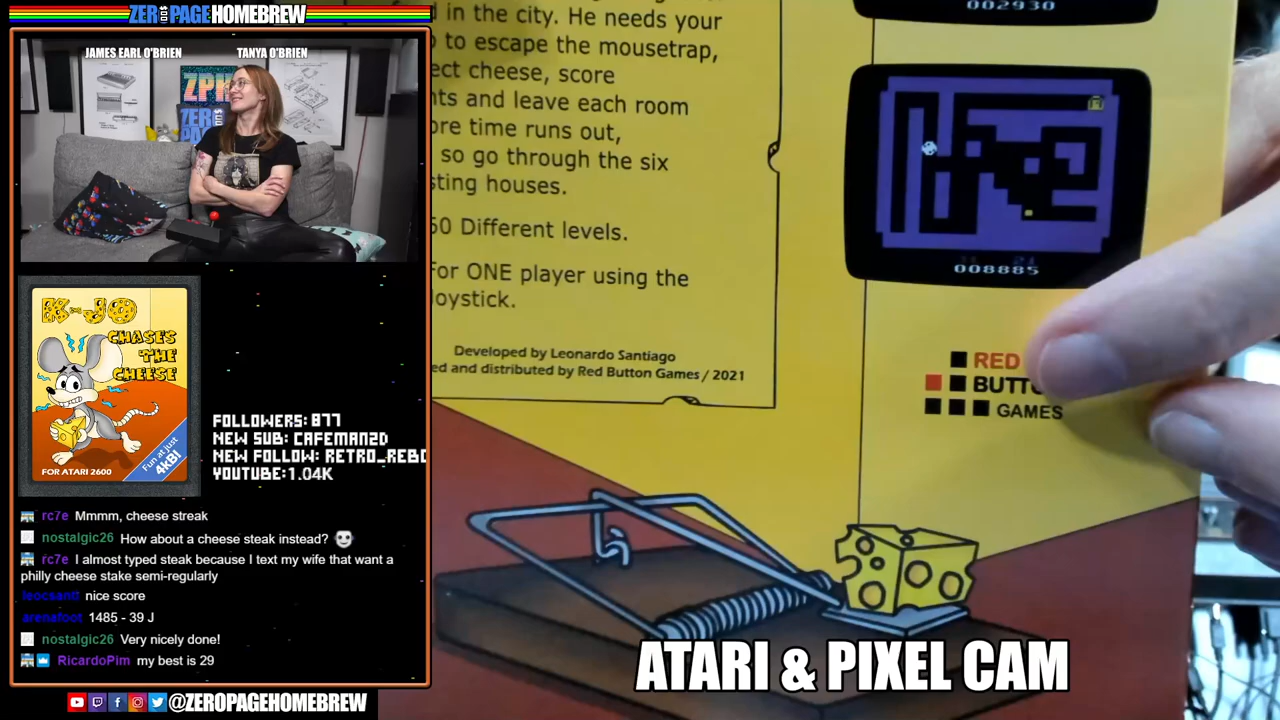 ZERO PAGE HOMEBREW
JAMES EARL O'BRIEN
TANYA O'BRIEN
ZPH
ZERO
K-JO
CHASES
THE
CHEESE
FOR ATARI 2600
Fun at just
4kB!
FOLLOWERS: 877
NEW SUB: CAFEMAN2D
NEW FOLLOW: RETRO_REBO
YOUTUBE: 1.04K
rc7e Mmmm, cheese streak
nostalgic26 How about a cheese steak instead?
rc7e I almost typed steak because I text my wife that want a
philly cheese stake semi-regularly
leocsant1 nice score
arenafoot 1485 - 39 J
nostalgic26 Very nicely done!
RicardoPim my best is 29
@ZEROPAGEHOMEBREW
in the city. He needs your
to escape the mousetrap,
ect cheese, score
nts and leave each room
ore time runs out,
so go through the six
sting houses.
50 Different levels.
For ONE player using the
joystick.
Developed by Leonardo Santiago
ed and distributed by Red Button Games / 2021
002930
008885
RED
BUTTO
GAMES
ATARI & PIXEL CAM